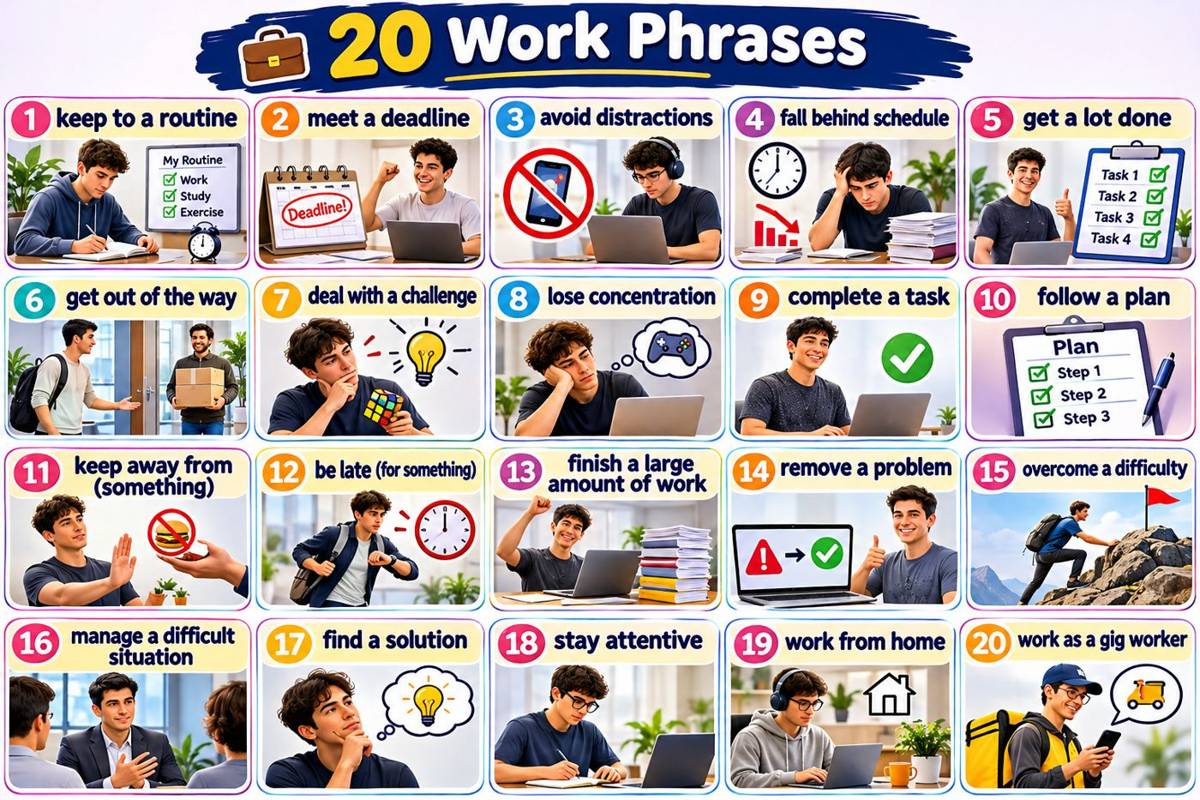 20 Work Phrases
1 keep to a routine
My Routine
Work
Study
Exercise
2 meet a deadline
Deadline!
3 avoid distractions
4 fall behind schedule
5 get a lot done
Task 1
Task 2
Task 3
Task 4
6 get out of the way
7 deal with a challenge
8 lose concentration
9 complete a task
10 follow a plan
Plan
Step 1
Step 2
Step 3
11 keep away from
(something)
12 be late (for something)
13 finish a large
amount of work
14 remove a problem
15 overcome a difficulty
16 manage a difficult
situation
17 find a solution
18 stay attentive
19 work from home
20 work as a gig worker